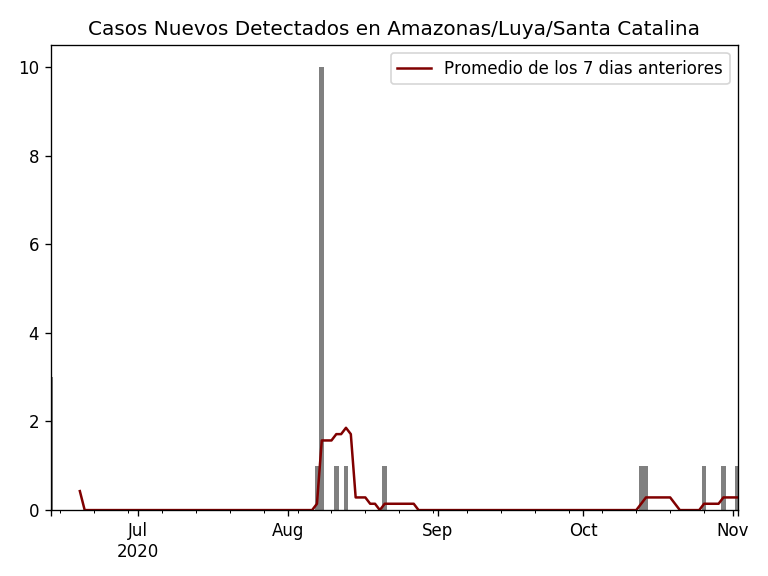 Casos Nuevos Detectados en Amazonas/Luya/Santa Catalina
Promedio de los 7 dias anteriores
10
8
6
4
2
0
Jul Aug Sep Oct Nov
2020